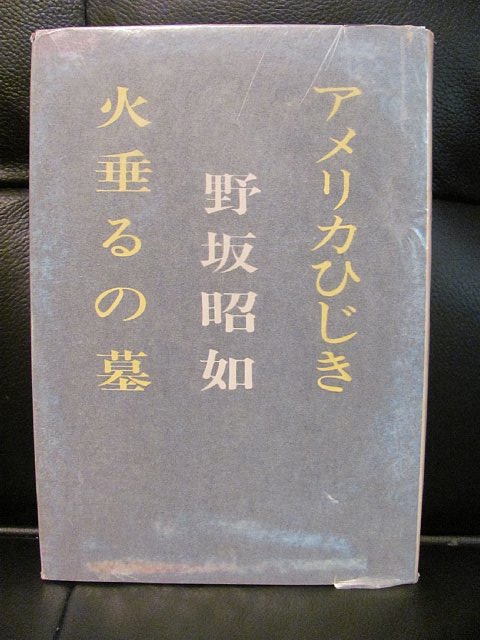 アメリカひじき
野坂昭如
火垂るの墓